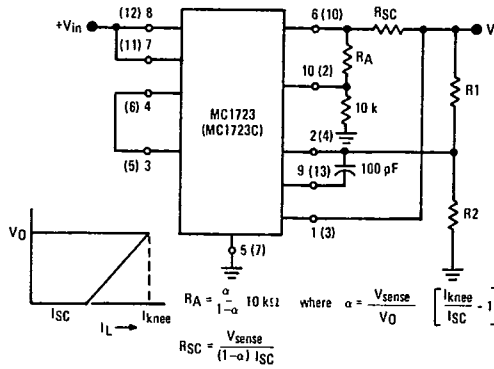 (12) 8
6 (10)
RSC
+Vin
V
(11) 7
RA
R1
10 (2)
(6) 4
MC1723
(MC1723C)
10 k
2 (4)
(5) 3
9 (13)
100 pF
R2
1 (3)
VO
5 (7)
ISC
IL
Iknee
RA = α / 1-α 10 kΩ where α = Vsense / VO [ Iknee / ISC - 1
RSC = Vsense / (1-α) ISC